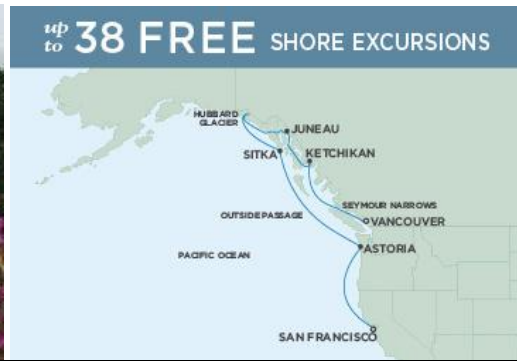 up to 38 FREE SHORE EXCURSIONS
HUBBARD
GLACIER
JUNEAU
SITKA
KETCHIKAN
SEYMOUR NARROWS
OUTSIDE PASSAGE
VANCOUVER
ASTORIA
PACIFIC OCEAN
SAN FRANCISCO